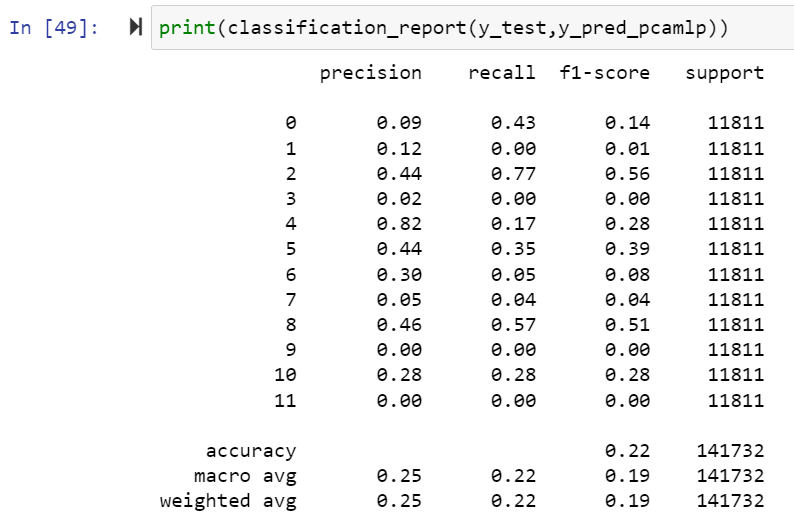 In [49]: print(classification_report(y_test,y_pred_pcamlp))
precision recall f1-score support
0 0.09 0.43 0.14 11811
1 0.12 0.00 0.01 11811
2 0.44 0.77 0.56 11811
3 0.02 0.00 0.00 11811
4 0.82 0.17 0.28 11811
5 0.44 0.35 0.39 11811
6 0.30 0.05 0.08 11811
7 0.05 0.04 0.04 11811
8 0.46 0.57 0.51 11811
9 0.00 0.00 0.00 11811
10 0.28 0.28 0.28 11811
11 0.00 0.00 0.00 11811
accuracy 0.22 141732
macro avg 0.25 0.22 0.19 141732
weighted avg 0.25 0.22 0.19 141732